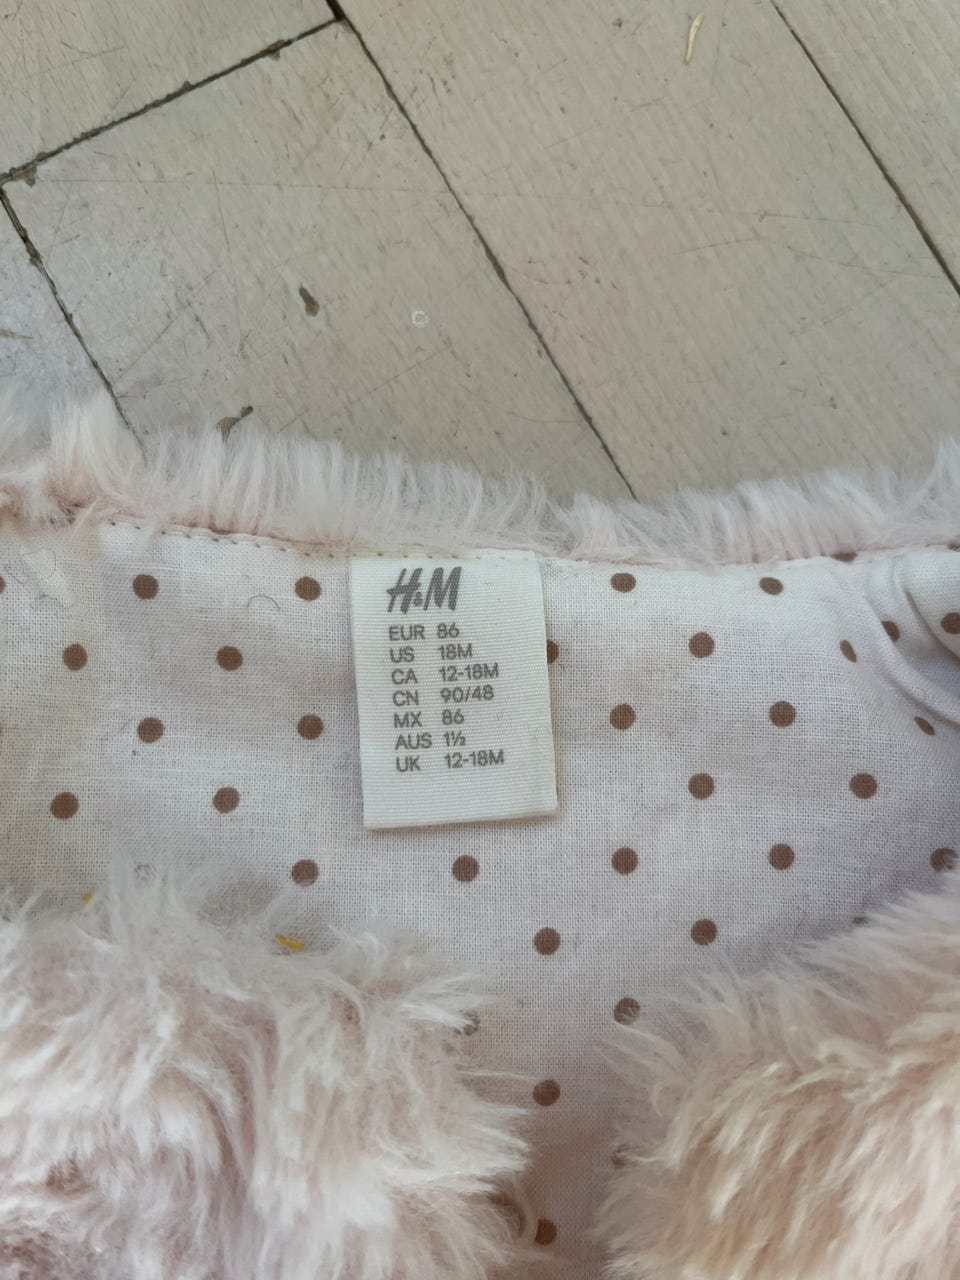 H&M
EUR 86
US 18M
CA 12-18M
CN 90/48
MX 86
AUS 1½
UK 12-18M